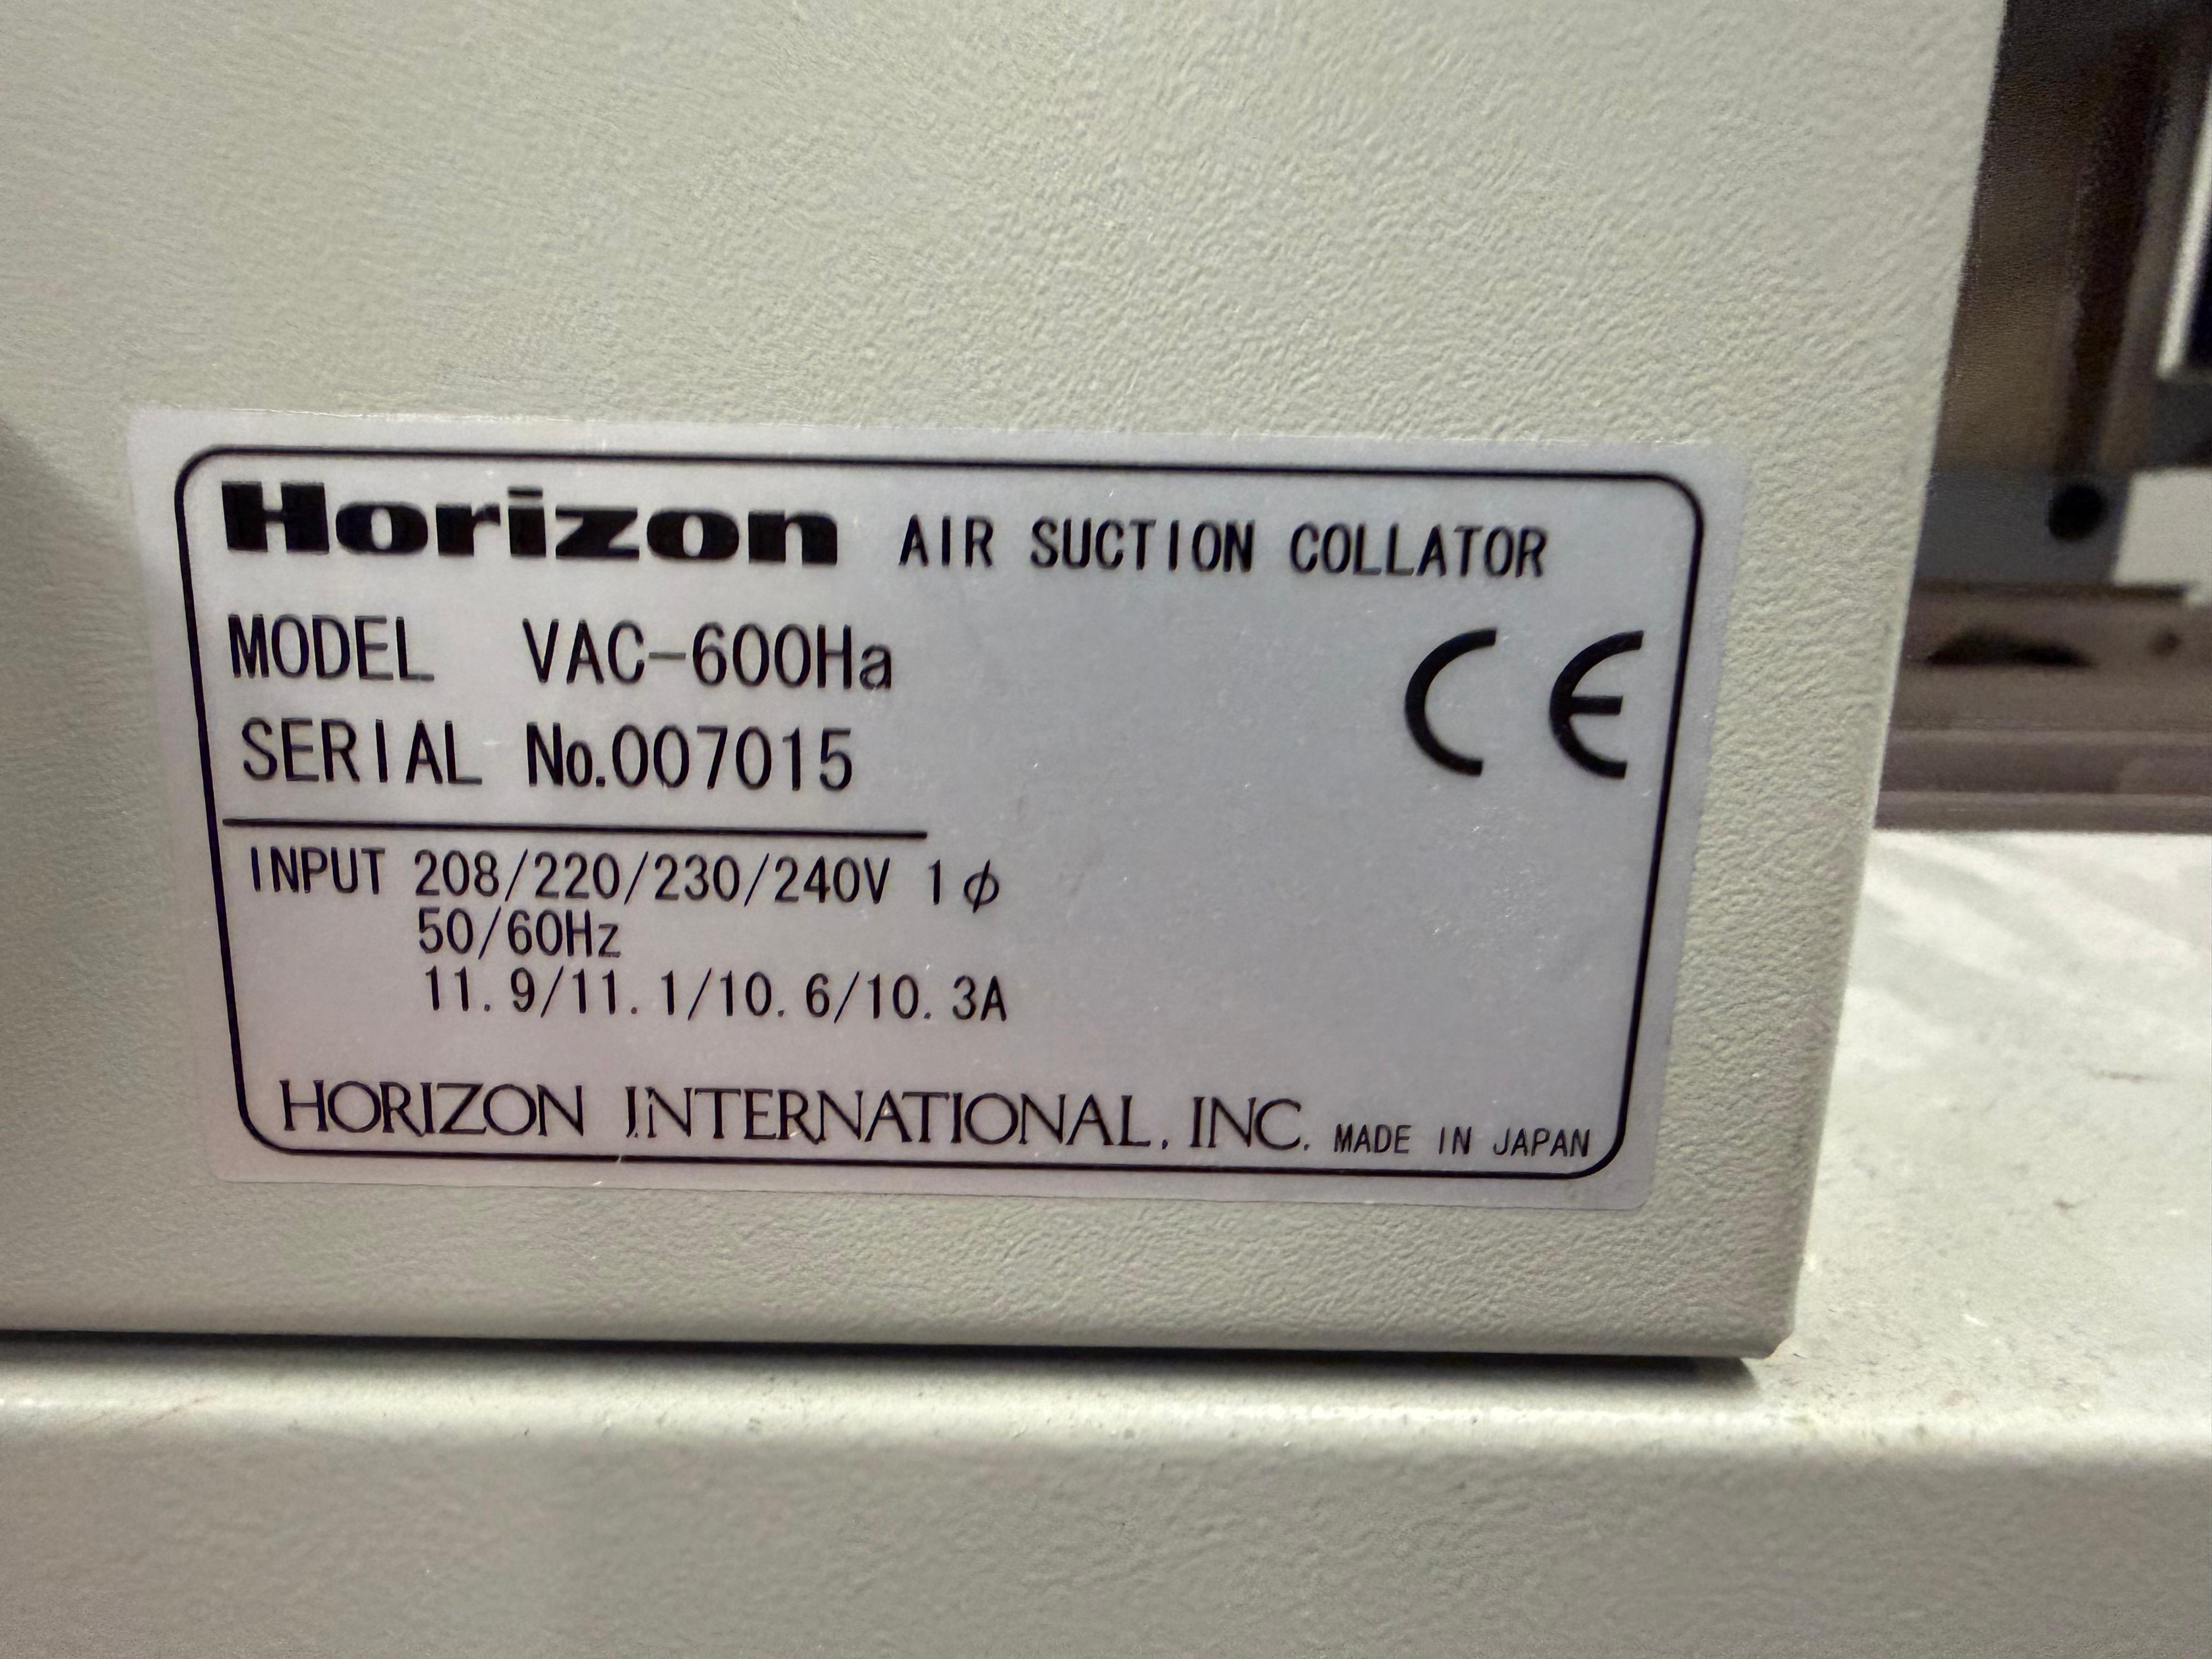 Horizon AIR SUCTION COLLATOR
MODEL VAC-600Ha
SERIAL No.007015
CE
INPUT 208/220/230/240V 1φ
50/60Hz
11.9/11.1/10.6/10.3A
HORIZON INTERNATIONAL, INC. MADE IN JAPAN